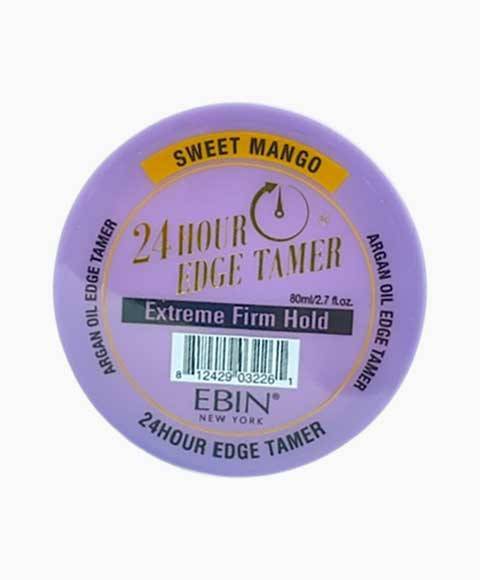 SWEET MANGO
24 HOUR
EDGE TAMER
80ml/2.7 fl.oz.
Extreme Firm Hold
8 12429 03226 1
EBIN®
NEW YORK
ARGAN OIL EDGE TAMER
ARGAN OIL EDGE TAMER
24HOUR EDGE TAMER